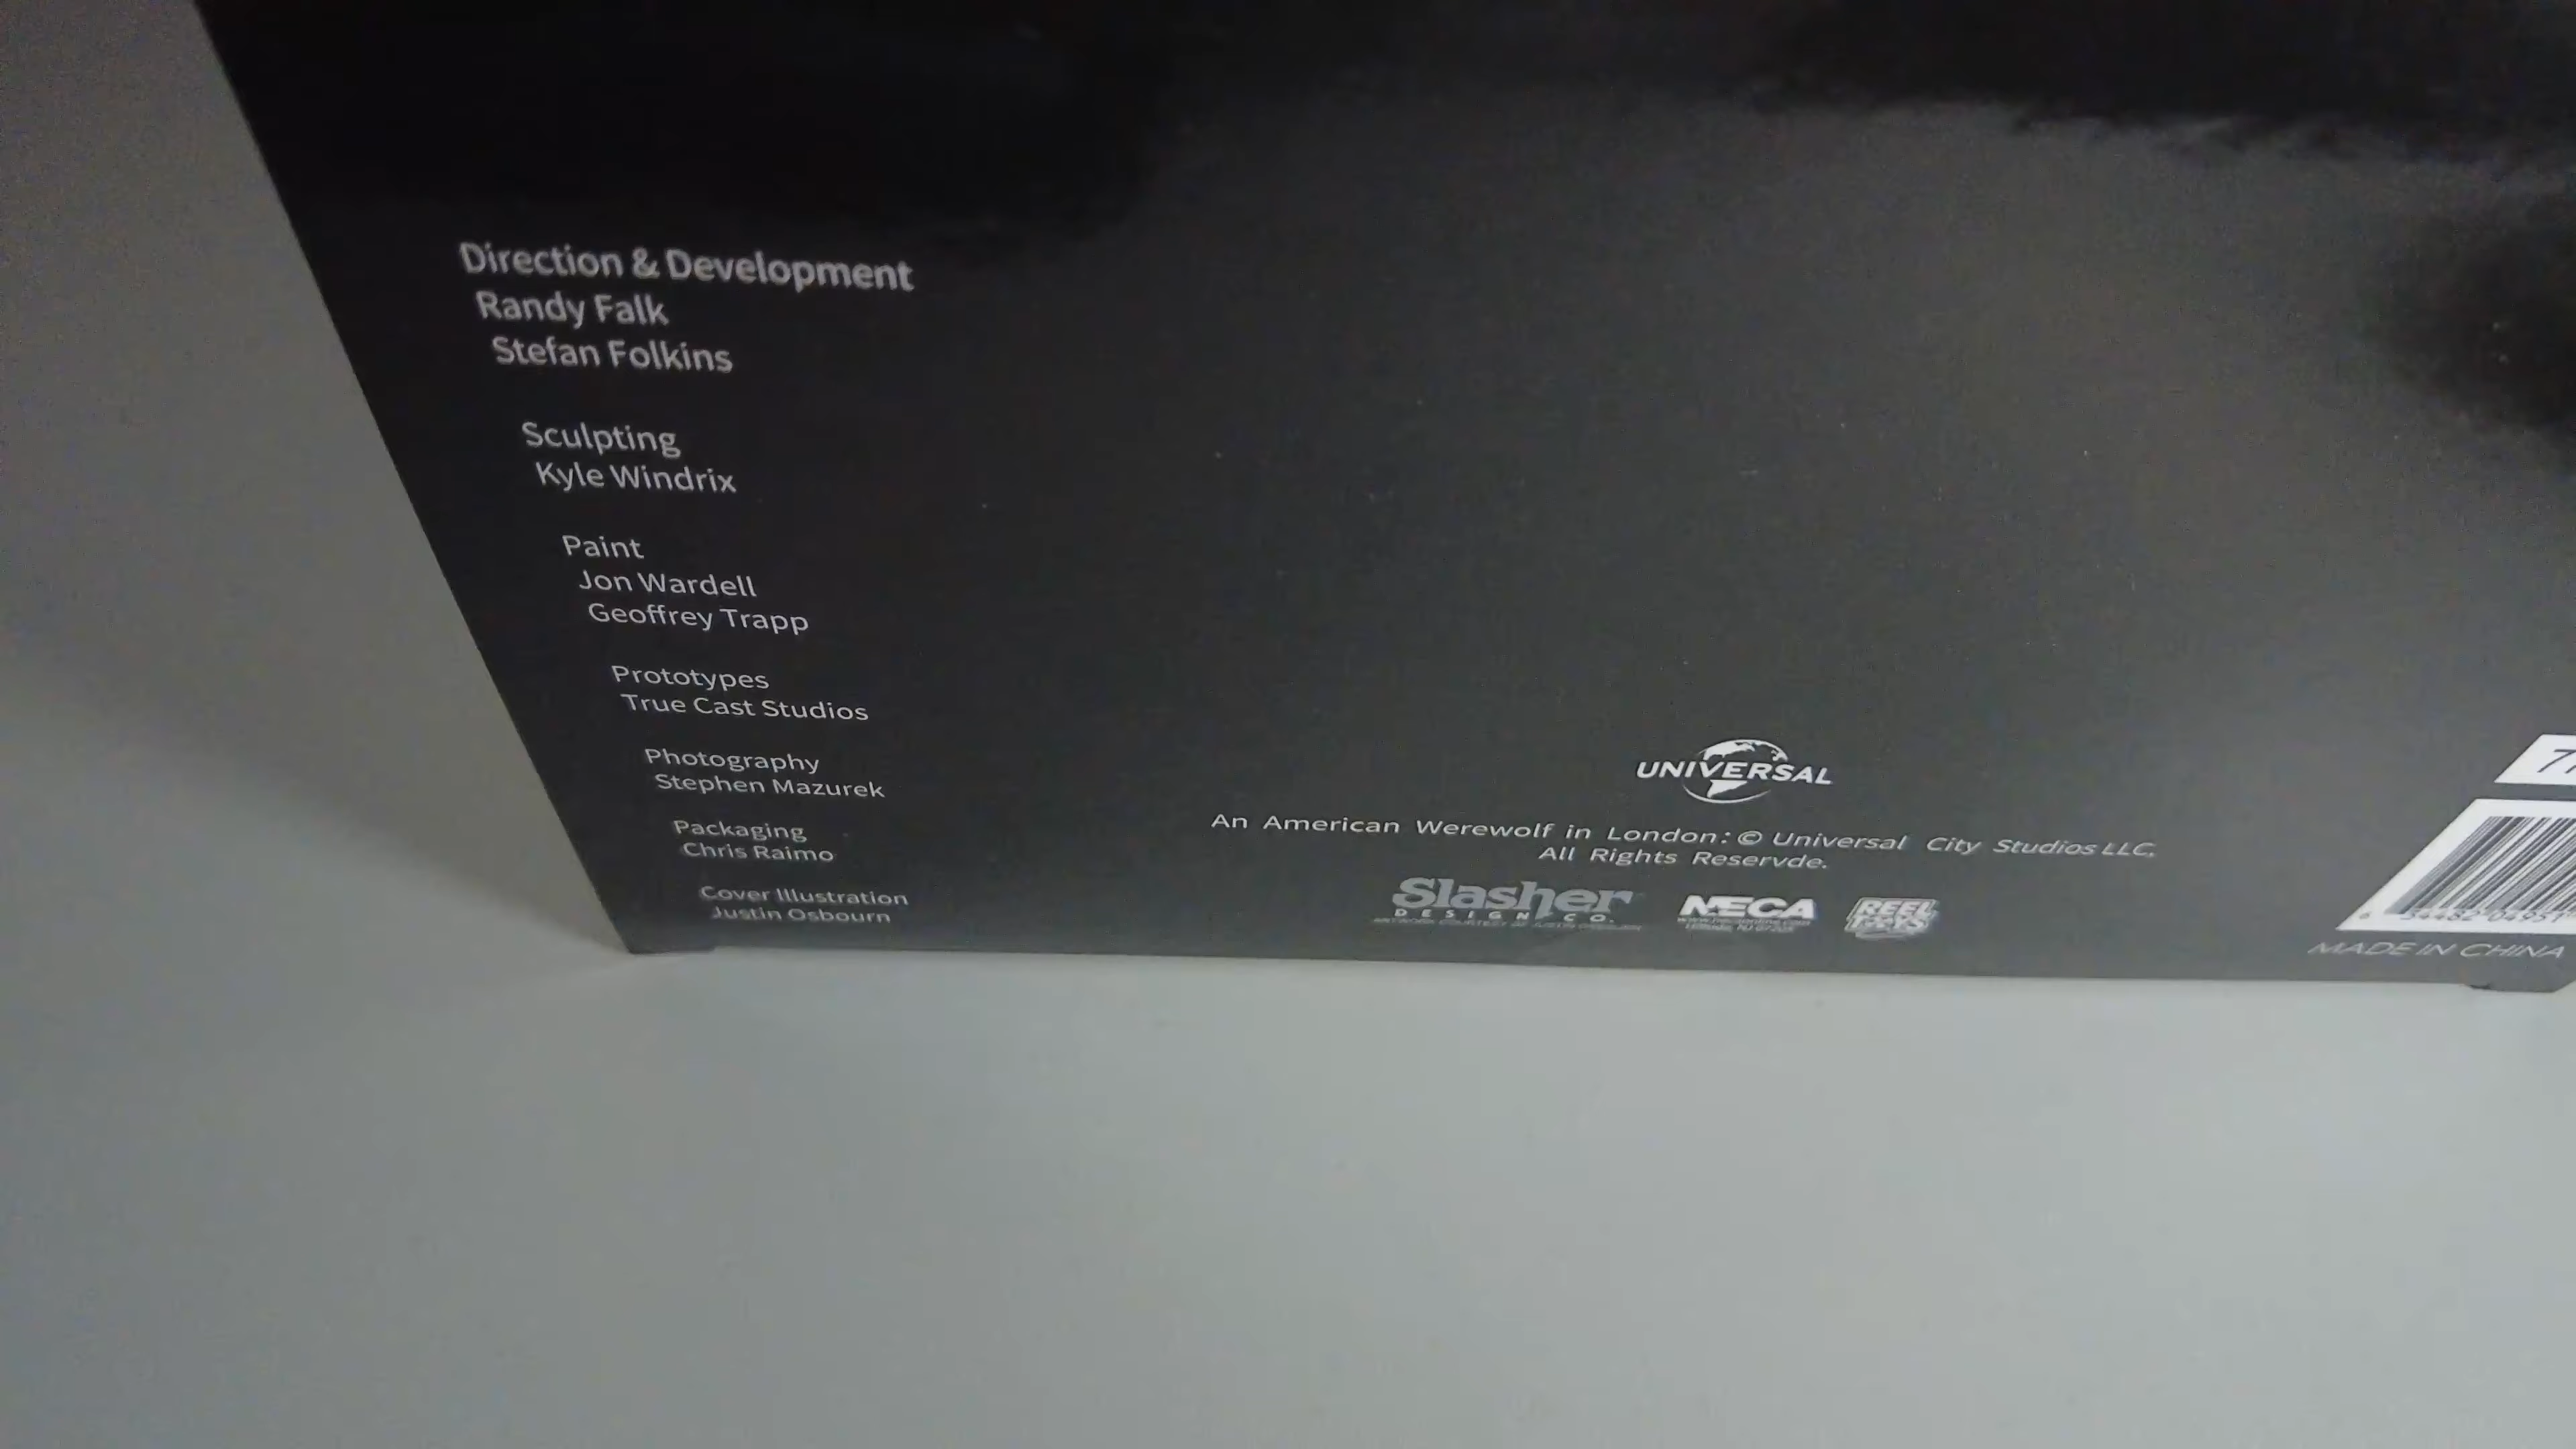 Direction & Development
Randy Falk
Stefan Folkins
Sculpting
Kyle Windrix
Paint
Jon Wardell
Geoffrey Trapp
Prototypes
True Cast Studios
Photography
Stephen Mazurek
Packaging
Chris Raimo
Cover Illustration
Justin Osbourn
UNIVERSAL
An American Werewolf in London: © Universal City Studios LLC,
All Rights Reservde.
Slasher
DESIGN CO.
NECA
REEL
TOYS
MADE IN CHINA